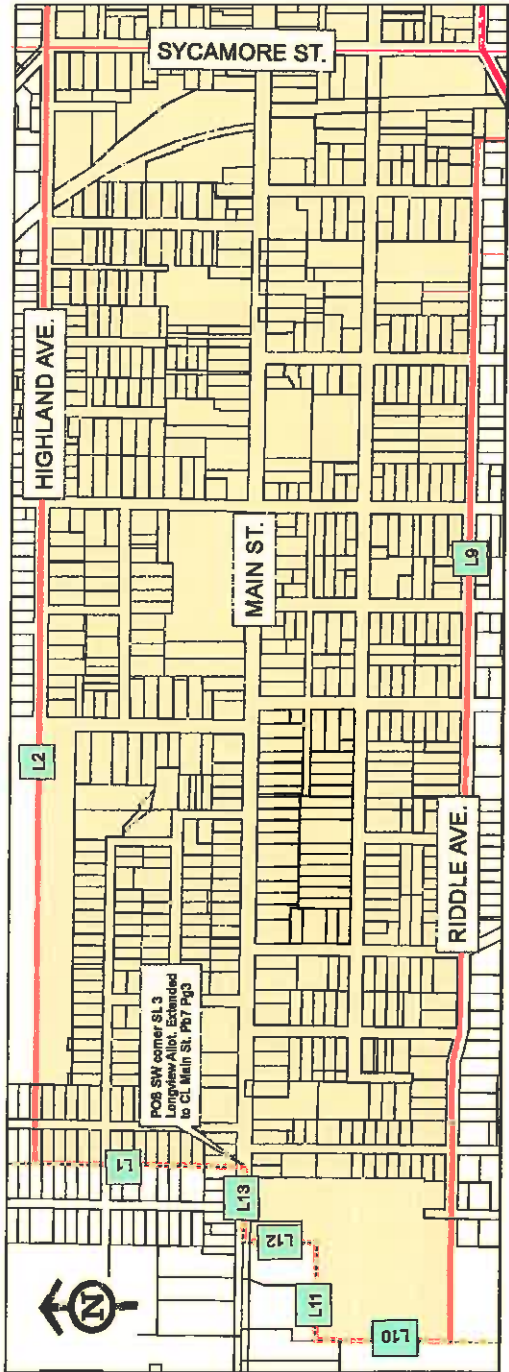 SYCAMORE ST.
HIGHLAND AVE.
MAIN ST.
L9
L2
RIDDLE AVE.
POB SW corner SL 3
Longview Allot. Extended
to CL Main St. Pb7 Pg3
L1
L13
L12
L11
L10
N